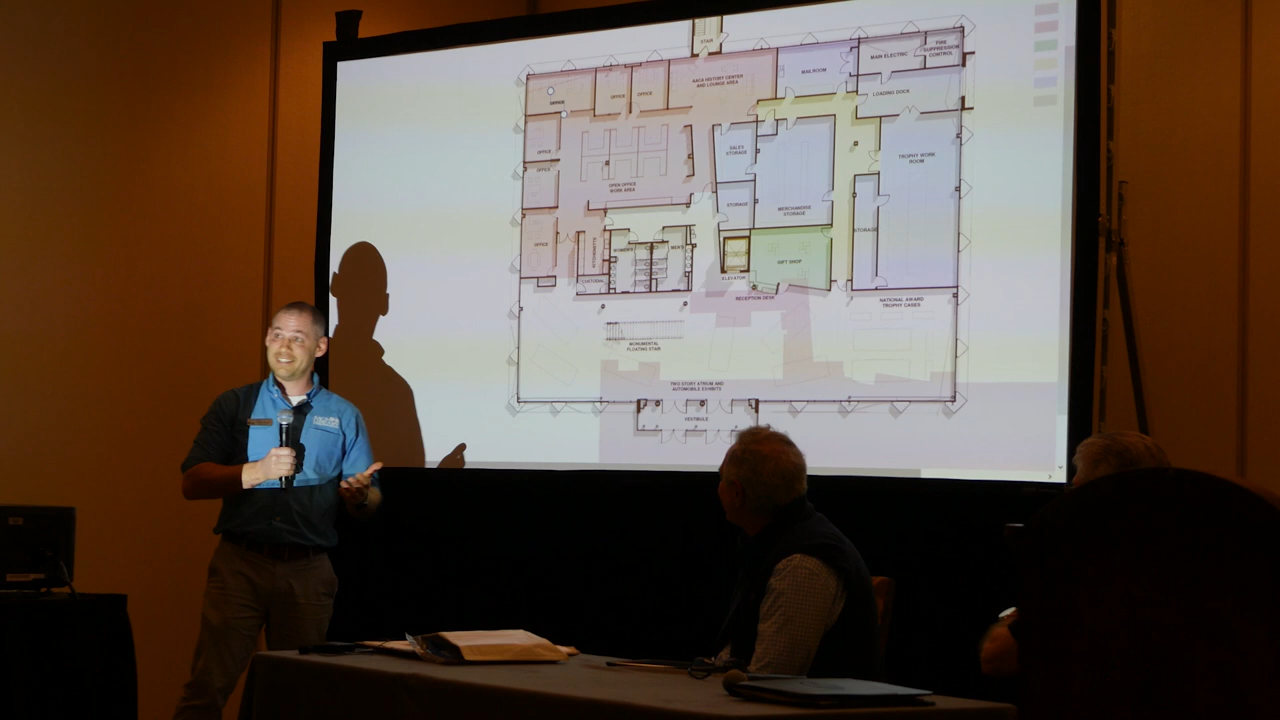 STAIR
MAIN ELECTRIC
FIRE
SUPPRESSION
CONTROL
MAILROOM
AACA HISTORY CENTER
AND LOUNGE AREA
LOADING DOCK
OFFICE
OFFICE
OFFICE
SALES
STORAGE
TROPHY WORK
ROOM
OFFICE
OFFICE
OPEN OFFICE
WORK AREA
STORAGE
MERCHANDISE
STORAGE
STORAGE
OFFICE
KITCHENETTE
WOMEN'S
MEN'S
GIFT SHOP
CUSTODIAL
ELEVATOR
RECEPTION DESK
NATIONAL AWARD
TROPHY CASES
MONUMENTAL
FLOATING STAIR
TWO STORY ATRIUM AND
AUTOMOBILE EXHIBITS
VESTIBULE